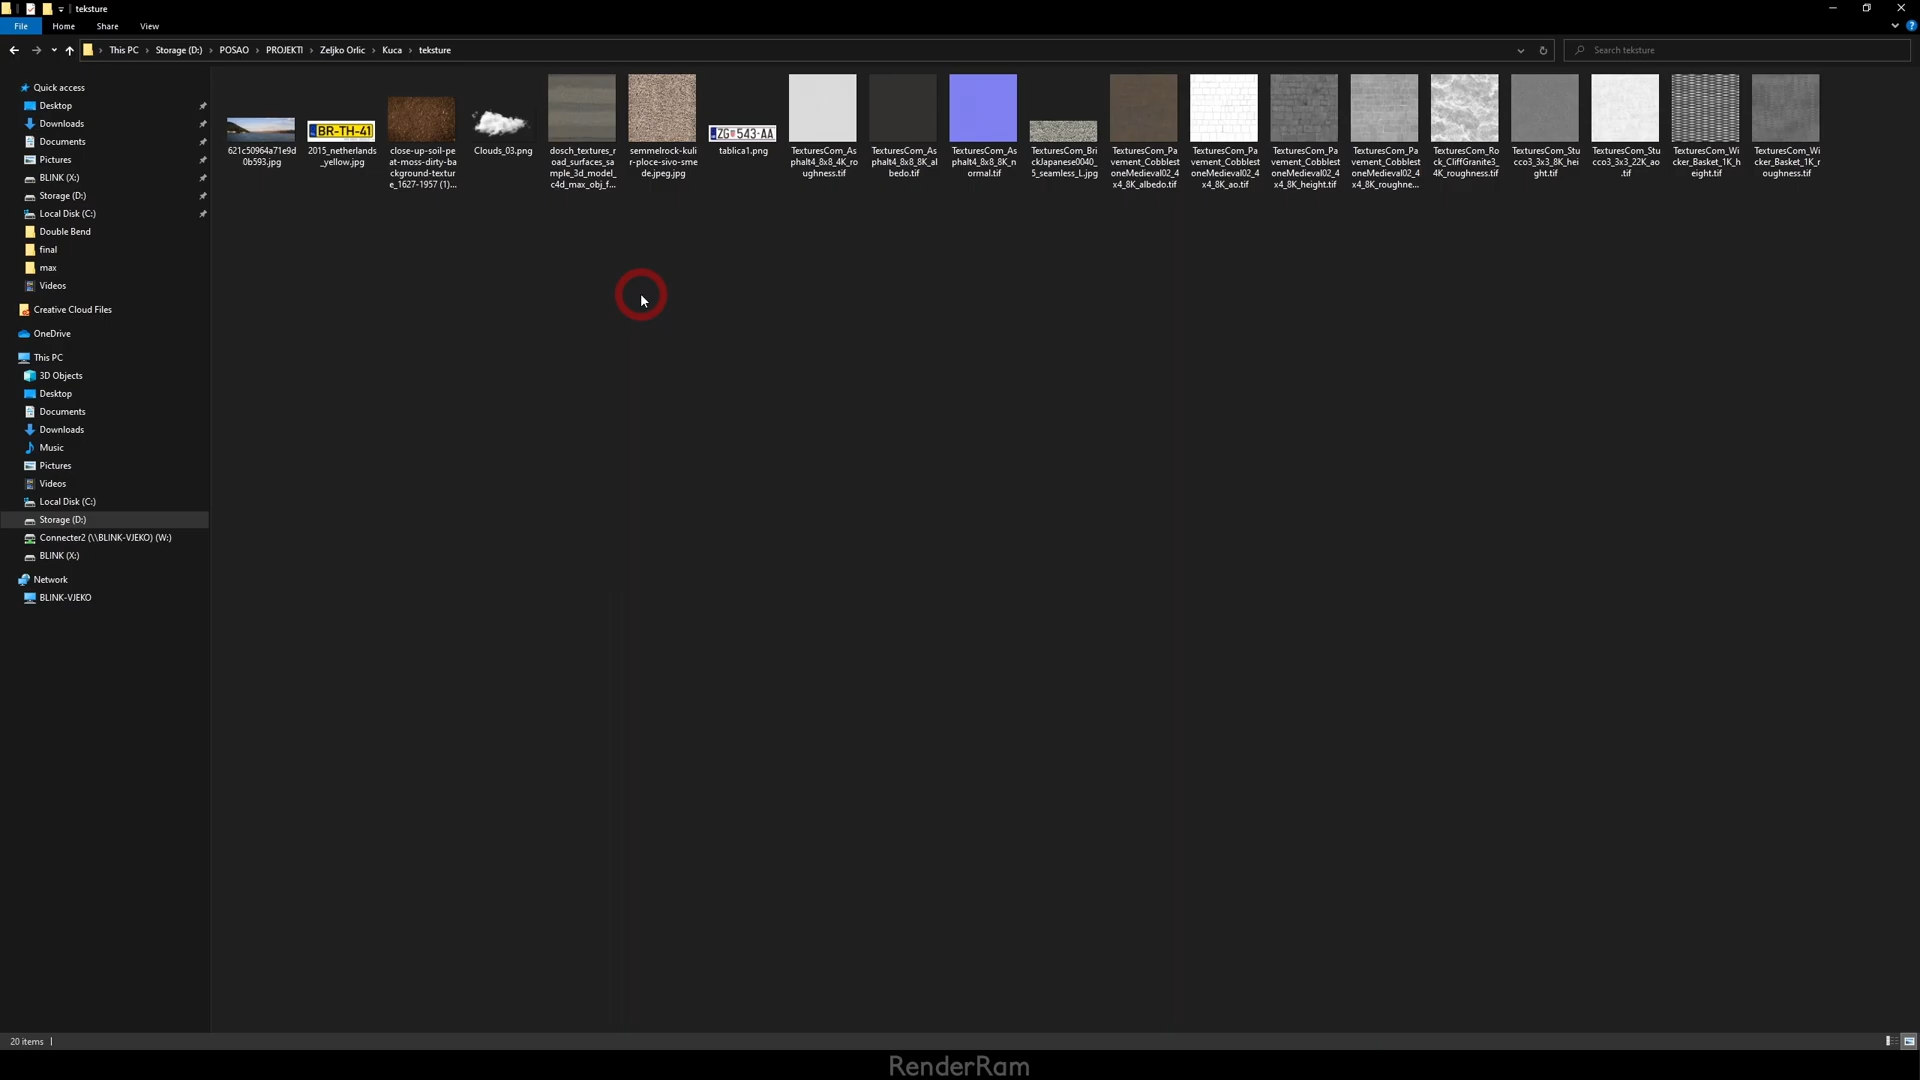 teksture
File
Home
Share
View
This PC
Storage (D:)
POSAO
PROJEKTI
Zeljko Orlic
Kuca
teksture
Search teksture
Quick access
Desktop
Downloads
Documents
Pictures
BLINK (X:)
Storage (D:)
Local Disk (C:)
Double Bend
final
max
Videos
Creative Cloud Files
OneDrive
This PC
3D Objects
Desktop
Documents
Downloads
Music
Pictures
Videos
Local Disk (C:)
Storage (D:)
Connecter2 (\\BLINK-VJEKO) (W:)
BLINK (X:)
Network
BLINK-VJEKO
621c50964a71e9d
0b593.jpg
BR-TH-41
2015_netherlands
_yellow.jpg
close-up-soil-pe
at-moss-dirty-ba
ckground-textur
e_1627-1957 (1)...
Clouds_03.png
dosch_textures_r
oad_surfaces_sa
mple_3d_model_
c4d_max_obj_f...
semmelrock-kuli
r-ploce-sivo-sme
de.jpeg.jpg
ZG 543-AA
tablica1.png
TexturesCom_As
phalt4_8x8_4K_ro
ughness.tif
TexturesCom_As
phalt4_8x8_8K_al
bedo.tif
TexturesCom_As
phalt4_8x8_8K_n
ormal.tif
TexturesCom_Bri
ckJapanese0040_
5_seamless_L.jpg
TexturesCom_Pa
vement_Cobblest
oneMedieval02_4
x4_8K_albedo.tif
TexturesCom_Pa
vement_Cobblest
oneMedieval02_4
x4_8K_ao.tif
TexturesCom_Pa
vement_Cobblest
oneMedieval02_4
x4_8K_height.tif
TexturesCom_Pa
vement_Cobblest
oneMedieval02_4
x4_8K_roughne...
TexturesCom_Ro
ck_CliffGranite3_
4K_roughness.tif
TexturesCom_Stu
cco3_3x3_8K_hei
ght.tif
TexturesCom_Stu
cco3_3x3_22K_ao
.tif
TexturesCom_Wi
cker_Basket_1K_h
eight.tif
TexturesCom_Wi
cker_Basket_1K_r
oughness.tif
20 items
RenderRam